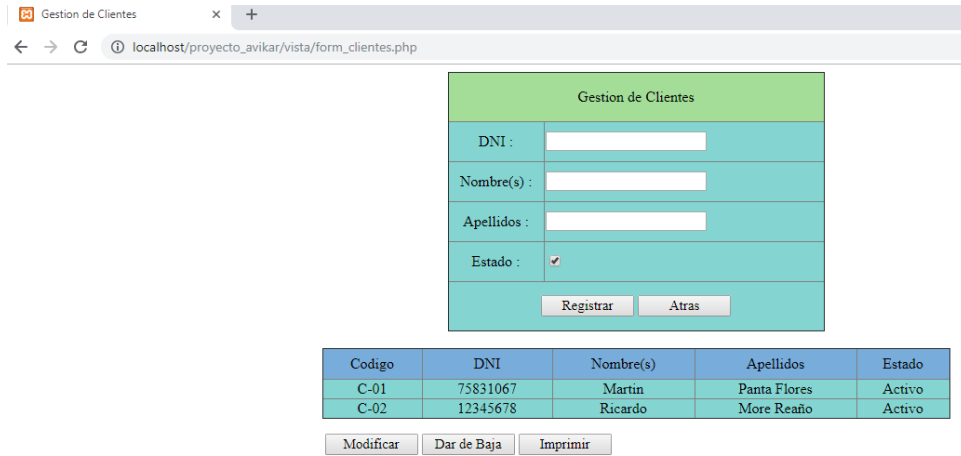 Gestion de Clientes
localhost/proyecto_avikar/vista/form_clientes.php
Gestion de Clientes
DNI :
Nombre(s) :
Apellidos :
Estado :
Registrar Atras
Codigo DNI Nombre(s) Apellidos Estado
C-01 75831067 Martin Panta Flores Activo
C-02 12345678 Ricardo More Reaño Activo
Modificar Dar de Baja Imprimir